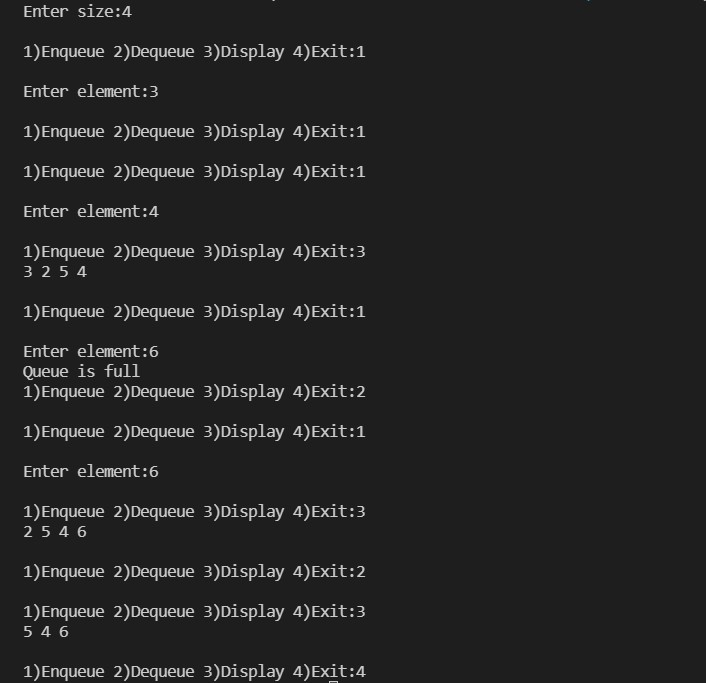 Enter size:4
1)Enqueue 2)Dequeue 3)Display 4)Exit:1
Enter element:3
1)Enqueue 2)Dequeue 3)Display 4)Exit:1
1)Enqueue 2)Dequeue 3)Display 4)Exit:1
Enter element:4
1)Enqueue 2)Dequeue 3)Display 4)Exit:3
3 2 5 4
1)Enqueue 2)Dequeue 3)Display 4)Exit:1
Enter element:6
Queue is full
1)Enqueue 2)Dequeue 3)Display 4)Exit:2
1)Enqueue 2)Dequeue 3)Display 4)Exit:1
Enter element:6
1)Enqueue 2)Dequeue 3)Display 4)Exit:3
2 5 4 6
1)Enqueue 2)Dequeue 3)Display 4)Exit:2
1)Enqueue 2)Dequeue 3)Display 4)Exit:3
5 4 6
1)Enqueue 2)Dequeue 3)Display 4)Exit:4